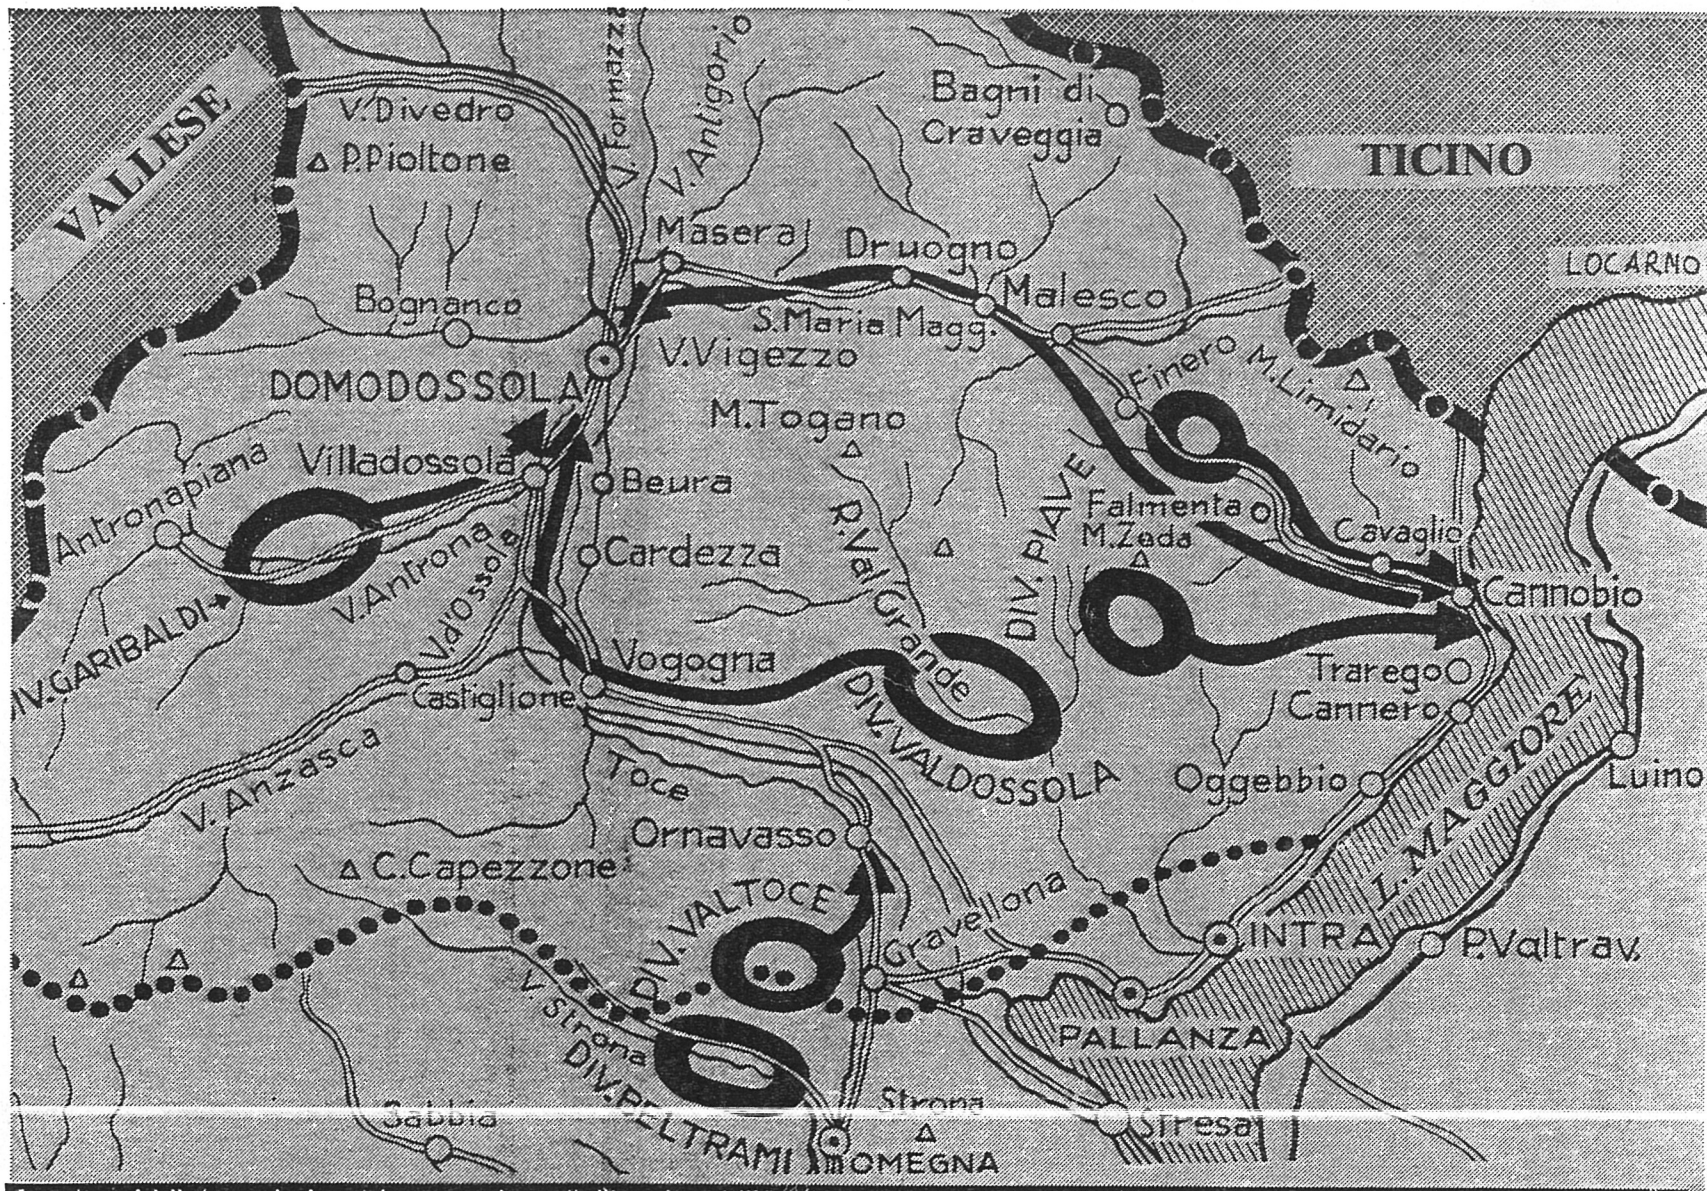 VALLESE
V. Divedro
P. Pioltone
V. Formazza
V. Antigorio
Bagni di
Craveggia
TICINO
LOCARNO
Masera
Druogno
Malesco
Bognanco
S. Maria Magg.
V. Vigezzo
DOMODOSSOLA
Finero
M. Limidario
M. Togano
Antronapiana
Villadossola
Beura
R. Val Grande
DIV. PIAVE
Falmenta
M. Zeda
Cavaglio
Cardezza
V. Antrona
V. d'Ossola
Cannobio
IV. GARIBALDI
Vogogna
Castiglione
Trarego
Cannero
DIV. VALDOSSOLA
V. Anzasca
Toce
Oggebbio
L. MAGGIORE
Luino
Ornavasso
C. Capezzone
DIV. VALTOCE
Gravellona
INTRA
P. Valtrav.
V. Strona
PALLANZA
DIV. BELTRAMI
Sabbia
Strona
Stresa
OMEGNA